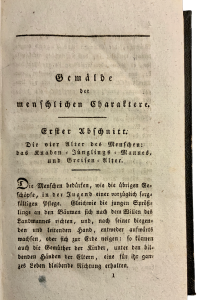 Gemälde
der
menschlichen Charaktere.
Erster Abschnitt.
Die vier Alter des Menschen:
das Knaben-Jünglings-Mannes,
und Greisen-Alter.
Die Menschen bedürfen, wie die übrigen Ge-
schöpfe, in der Jugend einer vorzüglich sorg-
fältigen Pflege. Gleichwie sich die jungen Spröß-
linge an den Bäumen sich nach dem Willen des
Landmannes richten, und, nach seiner biegen-
den und leitenden Hand, entweder aufwärts
wachsen, oder sich zur Erde neigen: so können
auch die Gemüther der Kinder, unter den bil-
denden Händen der Eltern, eine für ihr gan-
zes Leben bleibende Richtung erhalten.
1